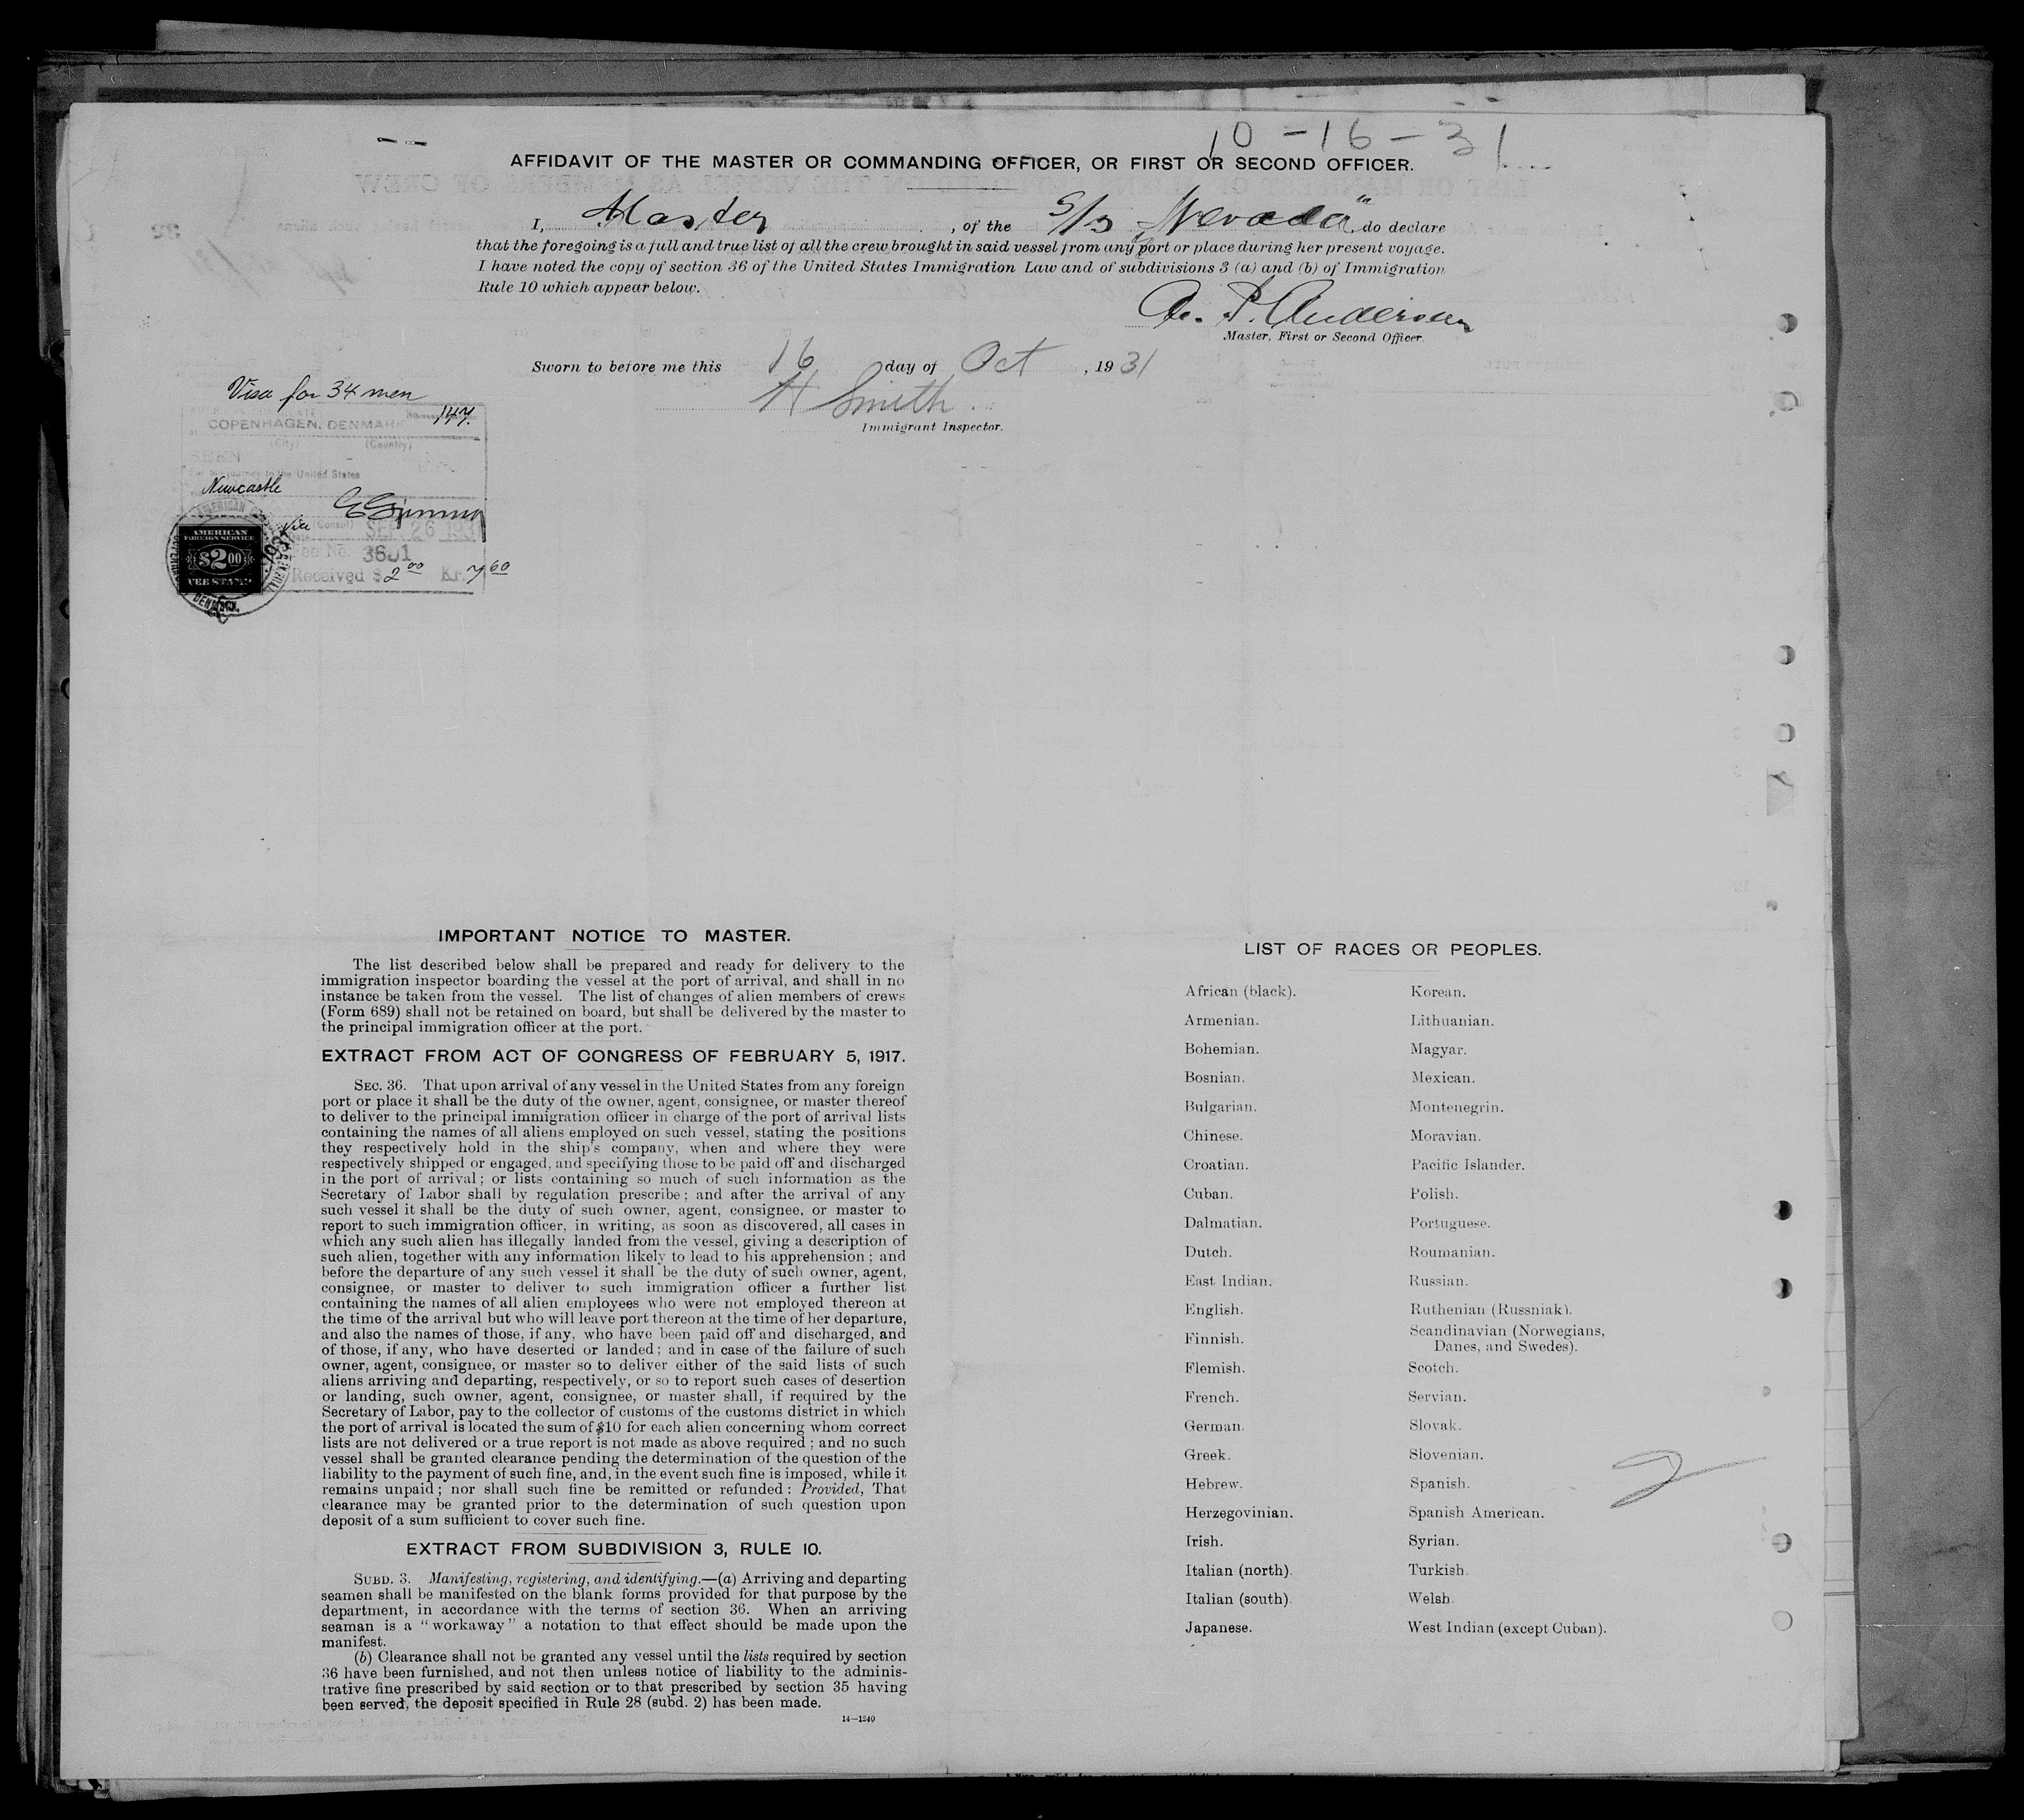 10-16-31
AFFIDAVIT OF THE MASTER OR COMMANDING OFFICER, OR FIRST OR SECOND OFFICER.
I, Master, of the S/S „Nevada", do declare
that the foregoing is a full and true list of all the crew brought in said vessel from any port or place during her present voyage.
I have noted the copy of section 36 of the United States Immigration Law and of subdivisions 3 (a) and (b) of Immigration
Rule 10 which appear below.
A. P. Andersen
Master, First or Second Officer.
Sworn to before me this 16 day of Oct, 1931
H Smith
Immigrant Inspector.
Visa for 34 men
No. 147.
COPENHAGEN, DENMARK
(City) (Country)
SEEN
For the journey to the United States
Newcastle
Vice (Consul) SEP 26 1931
Fee No. 3601
Received $ 2 00 Kr. 7 60
AMERICAN
FOREIGN SERVICE
$2 00
FEE STAMP
DENMARK.
IMPORTANT NOTICE TO MASTER.
The list described below shall be prepared and ready for delivery to the
immigration inspector boarding the vessel at the port of arrival, and shall in no
instance be taken from the vessel. The list of changes of alien members of crews
(Form 689) shall not be retained on board, but shall be delivered by the master to
the principal immigration officer at the port.
EXTRACT FROM ACT OF CONGRESS OF FEBRUARY 5, 1917.
SEC. 36. That upon arrival of any vessel in the United States from any foreign
port or place it shall be the duty of the owner, agent, consignee, or master thereof
to deliver to the principal immigration officer in charge of the port of arrival lists
containing the names of all aliens employed on such vessel, stating the positions
they respectively hold in the ship's company, when and where they were
respectively shipped or engaged, and specifying those to be paid off and discharged
in the port of arrival; or lists containing so much of such information as the
Secretary of Labor shall by regulation prescribe; and after the arrival of any
such vessel it shall be the duty of such owner, agent, consignee, or master to
report to such immigration officer, in writing, as soon as discovered, all cases in
which any such alien has illegally landed from the vessel, giving a description of
such alien, together with any information likely to lead to his apprehension; and
before the departure of any such vessel it shall be the duty of such owner, agent,
consignee, or master to deliver to such immigration officer a further list
containing the names of all alien employees who were not employed thereon at
the time of the arrival but who will leave port thereon at the time of her departure,
and also the names of those, if any, who have been paid off and discharged, and
of those, if any, who have deserted or landed; and in case of the failure of such
owner, agent, consignee, or master so to deliver either of the said lists of such
aliens arriving and departing, respectively, or so to report such cases of desertion
or landing, such owner, agent, consignee, or master shall, if required by the
Secretary of Labor, pay to the collector of customs of the customs district in which
the port of arrival is located the sum of $10 for each alien concerning whom correct
lists are not delivered or a true report is not made as above required; and no such
vessel shall be granted clearance pending the determination of the question of the
liability to the payment of such fine, and, in the event such fine is imposed, while it
remains unpaid; nor shall such fine be remitted or refunded: Provided, That
clearance may be granted prior to the determination of such question upon
deposit of a sum sufficient to cover such fine.
EXTRACT FROM SUBDIVISION 3, RULE 10.
SUBD. 3. Manifesting, registering, and identifying.—(a) Arriving and departing
seamen shall be manifested on the blank forms provided for that purpose by the
department, in accordance with the terms of section 36. When an arriving
seaman is a "workaway" a notation to that effect should be made upon the
manifest.
(b) Clearance shall not be granted any vessel until the lists required by section
36 have been furnished, and not then unless notice of liability to the adminis-
trative fine prescribed by said section or to that prescribed by section 35 having
been served, the deposit specified in Rule 28 (subd. 2) has been made.
14—1240
LIST OF RACES OR PEOPLES.
African (black). Korean.
Armenian. Lithuanian.
Bohemian. Magyar.
Bosnian. Mexican.
Bulgarian. Montenegrin.
Chinese. Moravian.
Croatian. Pacific Islander.
Cuban. Polish.
Dalmatian. Portuguese.
Dutch. Roumanian.
East Indian. Russian.
English. Ruthenian (Russniak).
Finnish. Scandinavian (Norwegians,
Danes, and Swedes).
Flemish. Scotch.
French. Servian.
German. Slovak.
Greek. Slovenian.
Hebrew. Spanish.
Herzegovinian. Spanish American.
Irish. Syrian.
Italian (north). Turkish.
Italian (south). Welsh.
Japanese. West Indian (except Cuban).
2